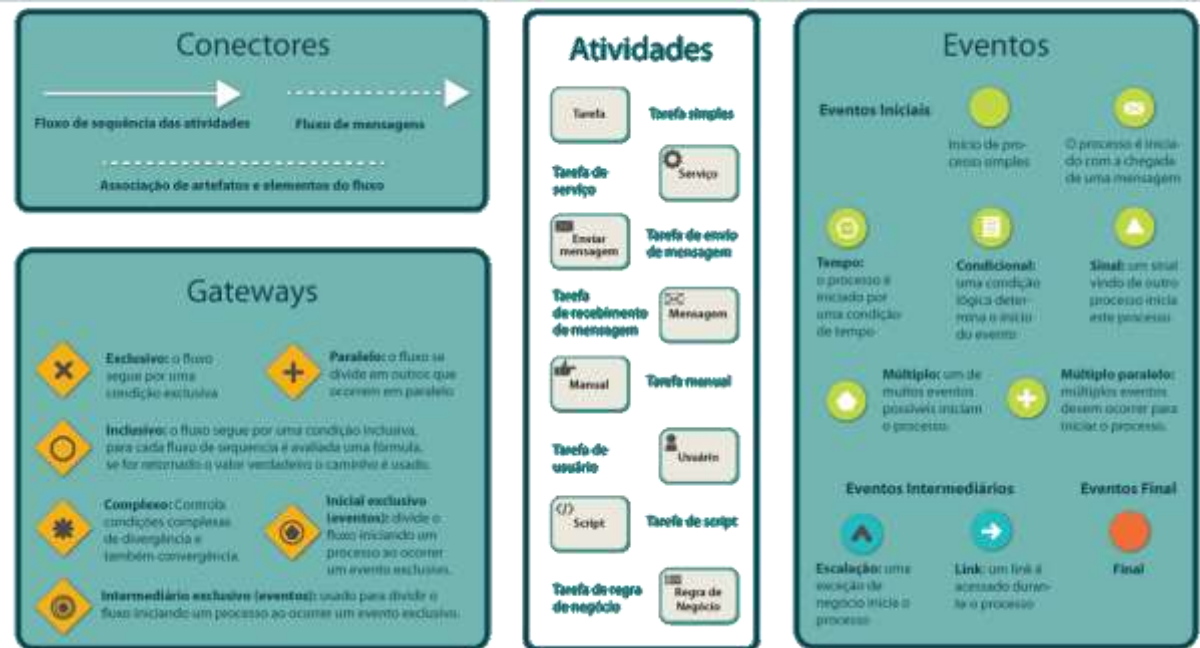 Conectores
Fluxo de sequência das atividades
Fluxo de mensagens
Associação de artefatos e elementos do fluxo
Gateways
Exclusivo: o fluxo
segue por uma
condição exclusiva
Paralelo: o fluxo se
divide em outros que
ocorrem em paralelo
Inclusivo: o fluxo segue por uma condição inclusiva,
para cada fluxo de sequencia é avaliada uma fórmula,
se for retornado o valor verdadeiro o caminho é usado.
Complexo: Controla
condições complexas
de divergência e
também convergência.
Inicial exclusivo
(eventos): divide o
fluxo iniciando um
processo ao ocorrer
um evento exclusivo.
Intermediário exclusivo (eventos): usado para dividir o
fluxo iniciando um processo ao ocorrer um evento exclusivo.
Atividades
Tarefa
Tarefa simples
Tarefa de
serviço
Serviço
Enviar
mensagem
Tarefa de envio
de mensagem
Tarefa
de recebimento
de mensagem
Mensagem
Manual
Tarefa manual
Tarefa de
usuário
Usuário
Script
Tarefa de script
Tarefa de regra
de negócio
Regra de
Negócio
Eventos
Eventos Iniciais
Início de pro-
cesso simples
O processo é inicia-
do com a chegada
de uma mensagem
Tempo:
o processo é
iniciado por
uma condição
de tempo
Condicional:
uma condição
lógica deter-
mina o início
do evento
Sinal: um sinal
vindo de outro
processo inicia
este processo
Múltiplo: um de
muitos eventos
possíveis iniciam
o processo.
Múltiplo paralelo:
múltiplos eventos
devem ocorrer para
iniciar o processo.
Eventos Intermediários
Eventos Final
Escalação: uma
exceção de
negócio inicia o
processo
Link: um link é
acessado duran-
te o processo
Final